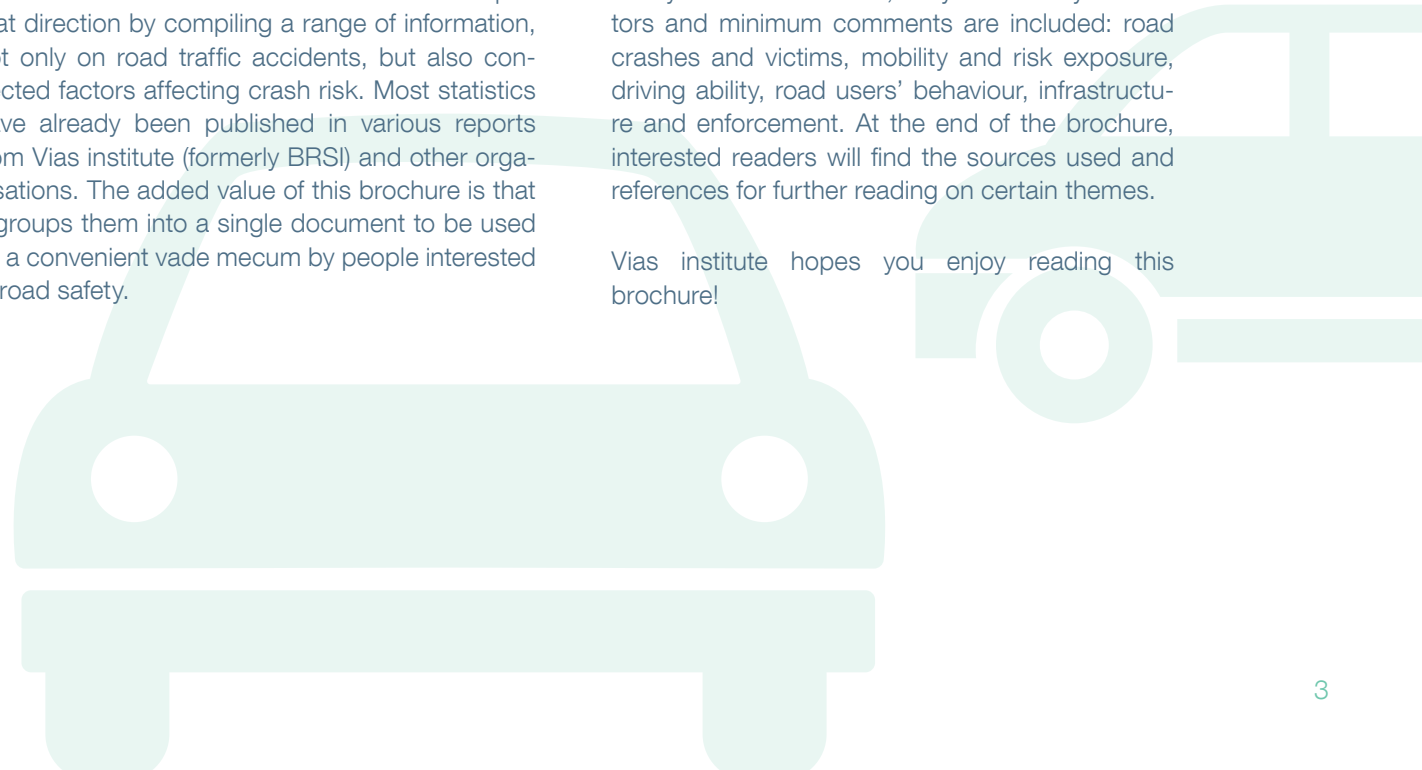 at direction by compiling a range of information,
only on road traffic accidents, but also con-
cted factors affecting crash risk. Most statistics
ve already been published in various reports
om Vias institute (formerly BRSI) and other orga-
sations. The added value of this brochure is that
groups them into a single document to be used
a convenient vade mecum by people interested
road safety.
tors and minimum comments are included: road
crashes and victims, mobility and risk exposure,
driving ability, road users’ behaviour, infrastructu-
re and enforcement. At the end of the brochure,
interested readers will find the sources used and
references for further reading on certain themes.
Vias institute hopes you enjoy reading this
brochure!
3